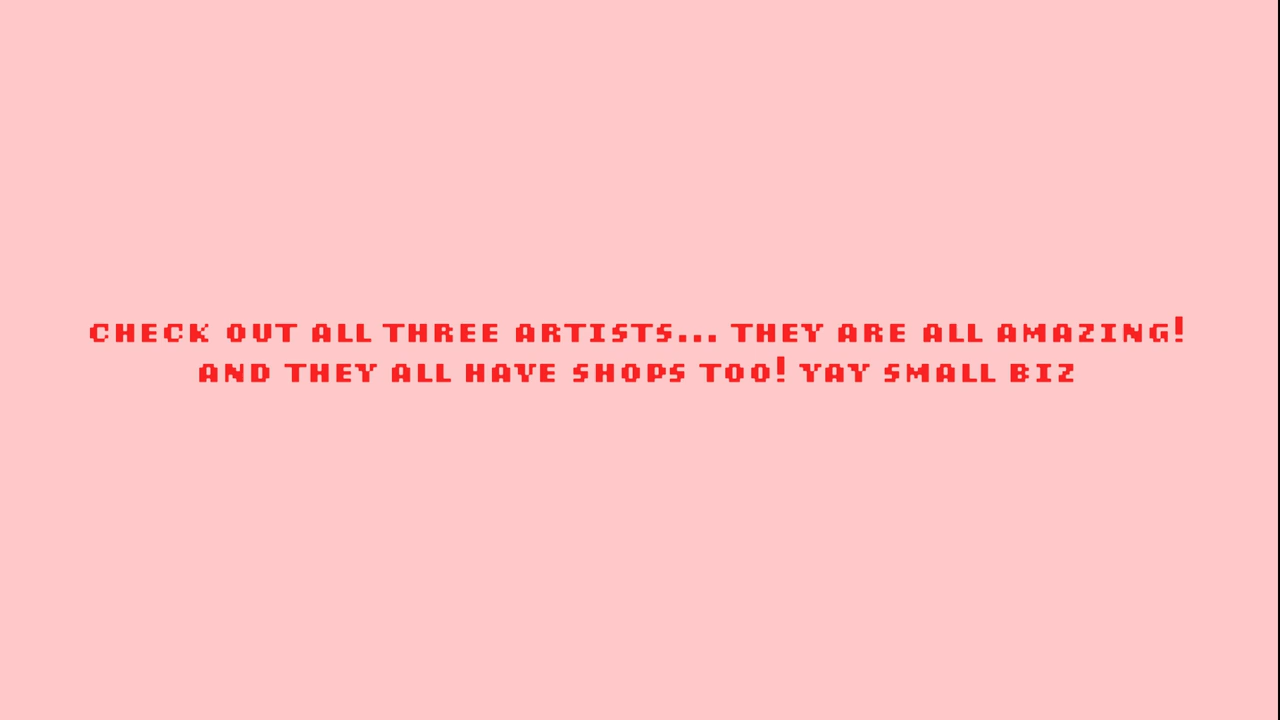 CHECK OUT ALL THREE ARTISTS... THEY ARE ALL AMAZING!
AND THEY ALL HAVE SHOPS TOO! YAY SMALL BIZ